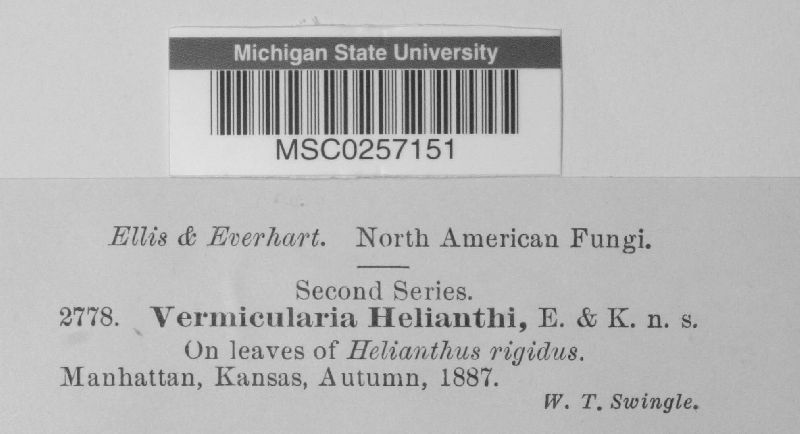 Michigan State University
MSC0257151
Ellis & Everhart. North American Fungi.
Second Series.
2778. Vermicularia Helianthi, E. & K. n. s.
On leaves of Helianthus rigidus.
Manhattan, Kansas, Autumn, 1887.
W. T. Swingle.